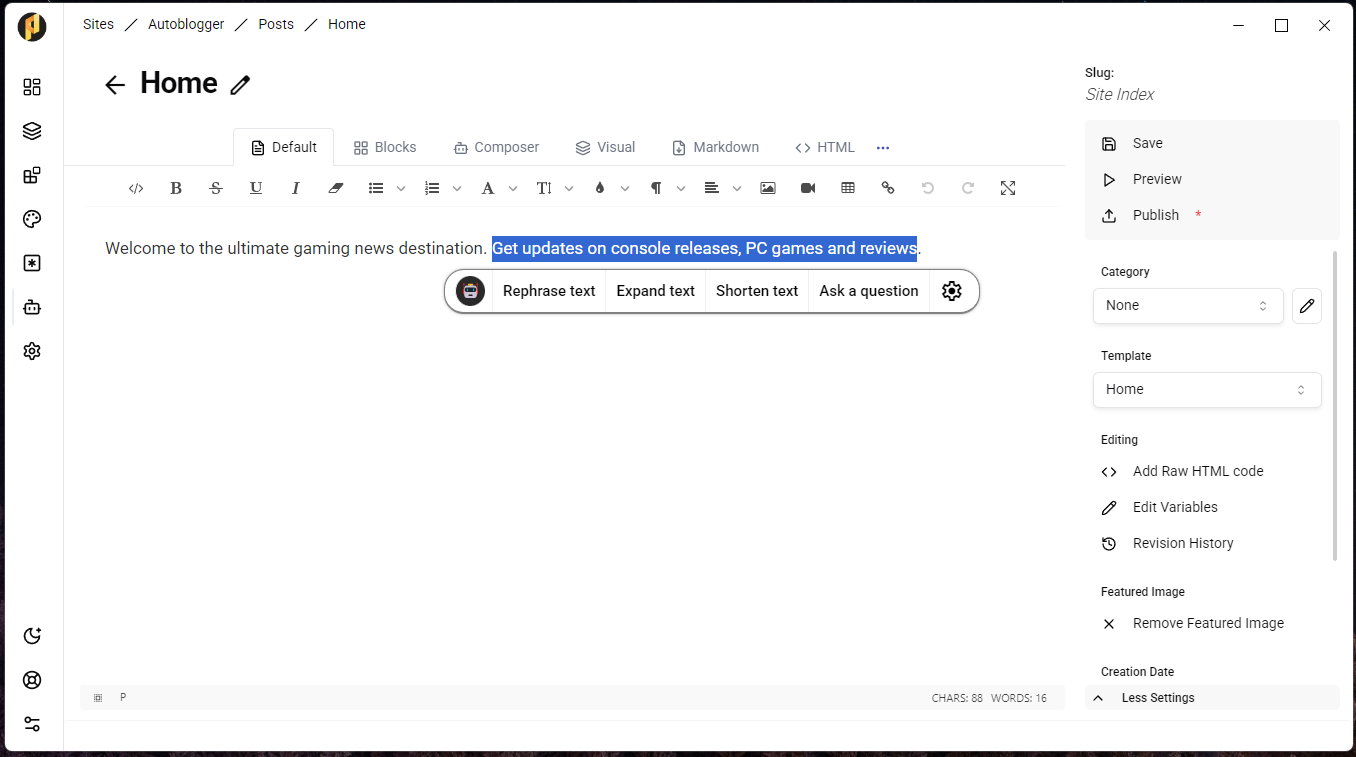 Sites / Autoblogger / Posts / Home
Home
Default
Blocks
Composer
Visual
Markdown
HTML
B S U I A T
Welcome to the ultimate gaming news destination. Get updates on console releases, PC games and reviews.
Rephrase text
Expand text
Shorten text
Ask a question
P
CHARS: 88 WORDS: 16
Slug:
Site Index
Save
Preview
Publish *
Category
None
Template
Home
Editing
Add Raw HTML code
Edit Variables
Revision History
Featured Image
Remove Featured Image
Creation Date
Less Settings